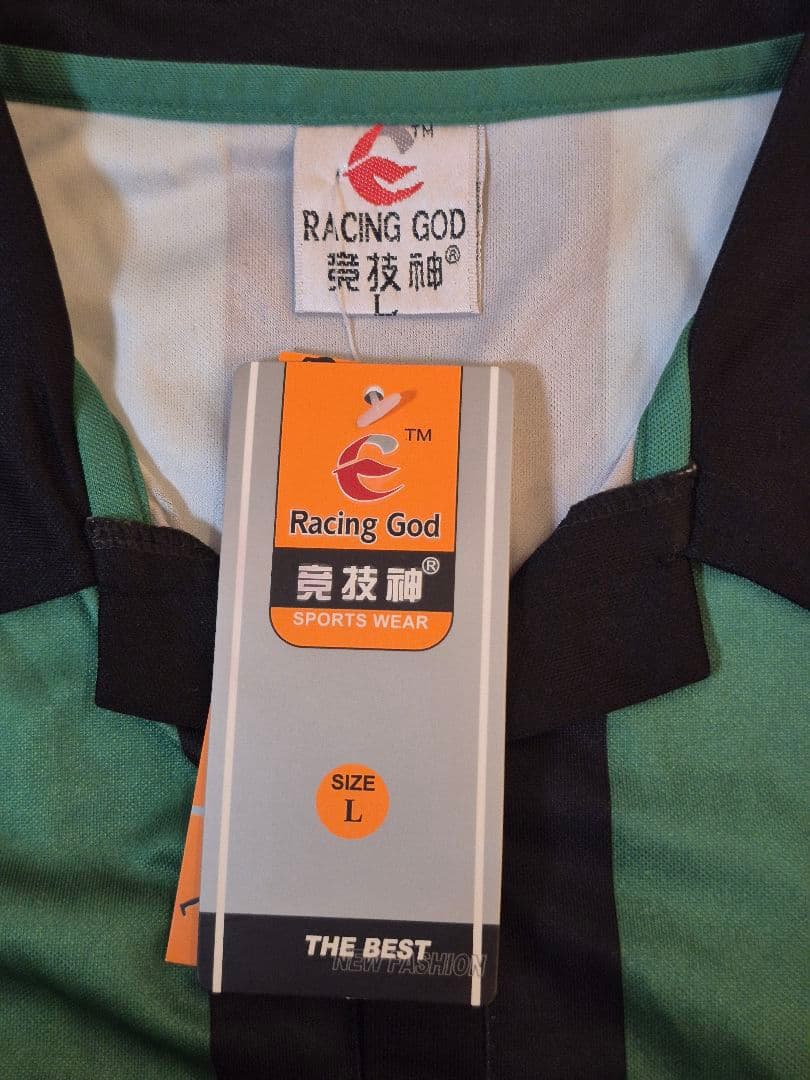 TM
RACING GOD
竞技神®
L
TM
Racing God
竞技神®
SPORTS WEAR
SIZE
L
THE BEST
NEW FASHION